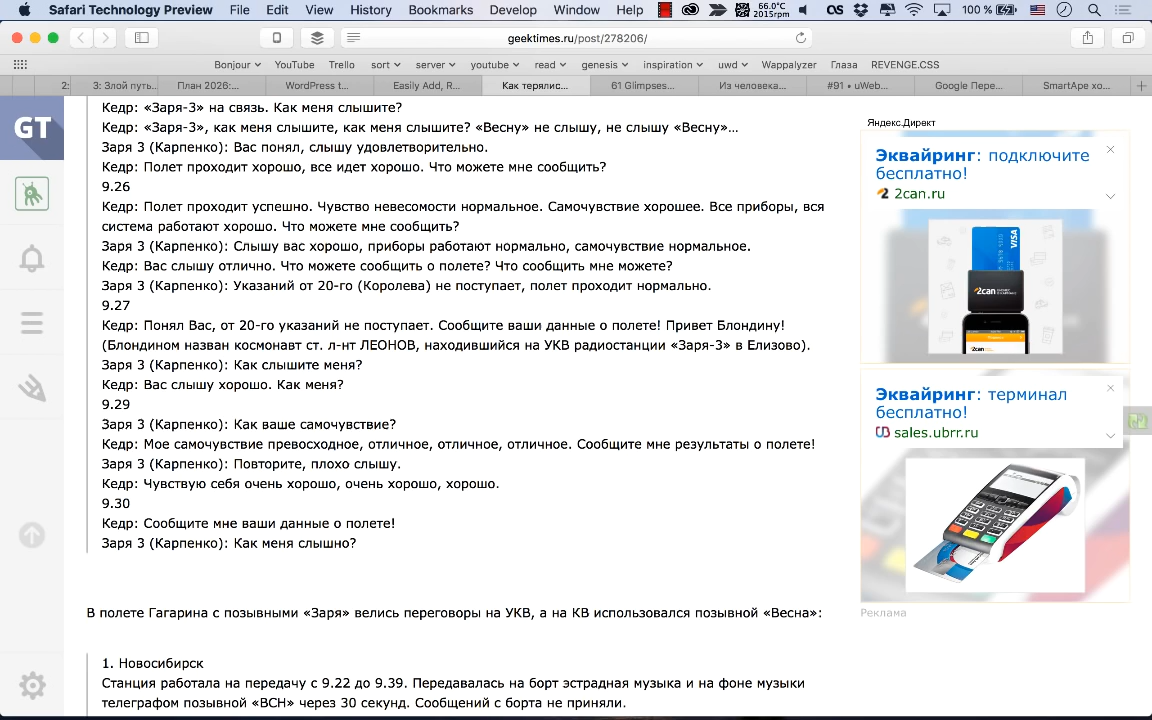 Safari Technology Preview File Edit View History Bookmarks Develop Window Help 66.0°C 2015rpm 100 %
geektimes.ru/post/278206/
Bonjour YouTube Trello sort server youtube read genesis inspiration uwd Wappalyzer Глаза REVENGE.CSS
2: 3: Злой путь.. План 2026:... WordPress t... Easily Add, R... Как терялис... 61 Glimpses... Из человека... #91 • uWeb... Google Пере... SmartApe хо...
GT
Кедр: «Заря-3» на связь. Как меня слышите?
Кедр: «Заря-3», как меня слышите, как меня слышите? «Весну» не слышу, не слышу «Весну»…
Заря 3 (Карпенко): Вас понял, слышу удовлетворительно.
Кедр: Полет проходит хорошо, все идет хорошо. Что можете мне сообщить?
9.26
Кедр: Полет проходит успешно. Чувство невесомости нормальное. Самочувствие хорошее. Все приборы, вся
система работают хорошо. Что можете мне сообщить?
Заря 3 (Карпенко): Слышу вас хорошо, приборы работают нормально, самочувствие нормальное.
Кедр: Вас слышу отлично. Что можете сообщить о полете? Что сообщить мне можете?
Заря 3 (Карпенко): Указаний от 20-го (Королева) не поступает, полет проходит нормально.
9.27
Кедр: Понял Вас, от 20-го указаний не поступает. Сообщите ваши данные о полете! Привет Блондину!
(Блондином назван космонавт ст. л-нт ЛЕОНОВ, находившийся на УКВ радиостанции «Заря-3» в Елизово).
Заря 3 (Карпенко): Как слышите меня?
Кедр: Вас слышу хорошо. Как меня?
9.29
Заря 3 (Карпенко): Как ваше самочувствие?
Кедр: Мое самочувствие превосходное, отличное, отличное, отличное. Сообщите мне результаты о полете!
Заря 3 (Карпенко): Повторите, плохо слышу.
Кедр: Чувствую себя очень хорошо, очень хорошо, хорошо.
9.30
Кедр: Сообщите мне ваши данные о полете!
Заря 3 (Карпенко): Как меня слышно?
В полете Гагарина с позывными «Заря» велись переговоры на УКВ, а на КВ использовался позывной «Весна»:
1. Новосибирск
Станция работала на передачу с 9.22 до 9.39. Передавалась на борт эстрадная музыка и на фоне музыки
телеграфом позывной «ВСН» через 30 секунд. Сообщений с борта не приняли.
Яндекс.Директ
Эквайринг: подключите
бесплатно!
2can.ru
VISA
2can
Эквайринг: терминал
бесплатно!
sales.ubrr.ru
Реклама